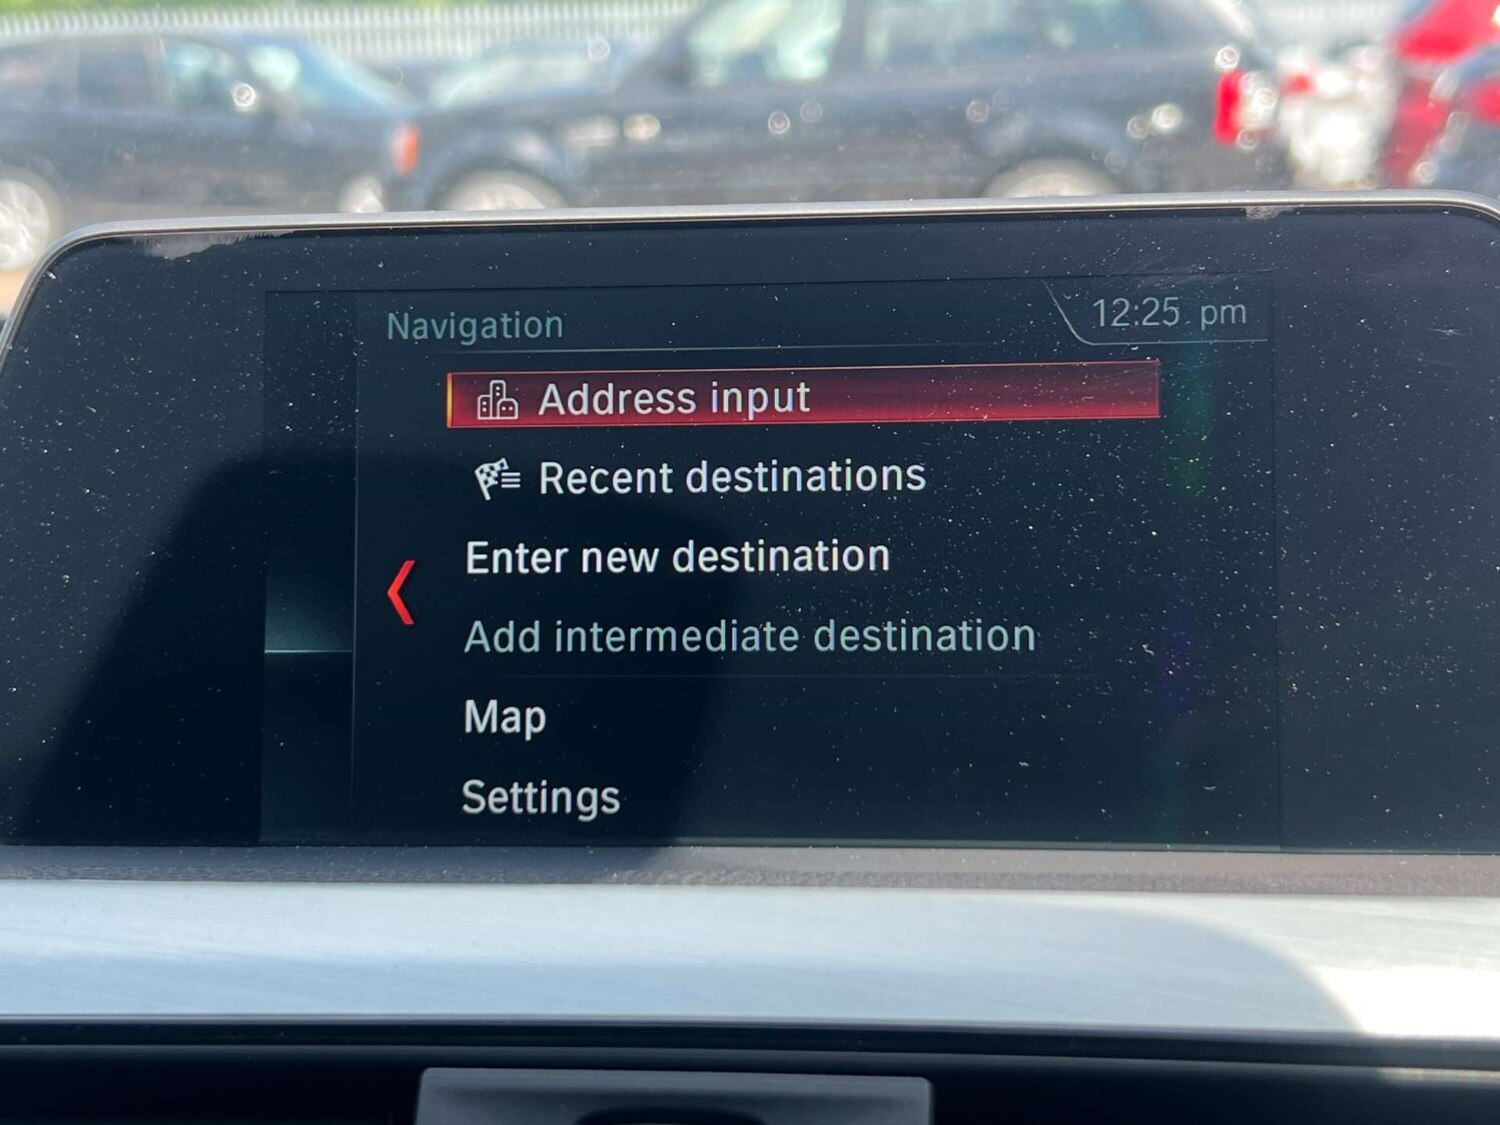 Navigation
12:25 pm
Address input
Recent destinations
Enter new destination
Add intermediate destination
Map
Settings